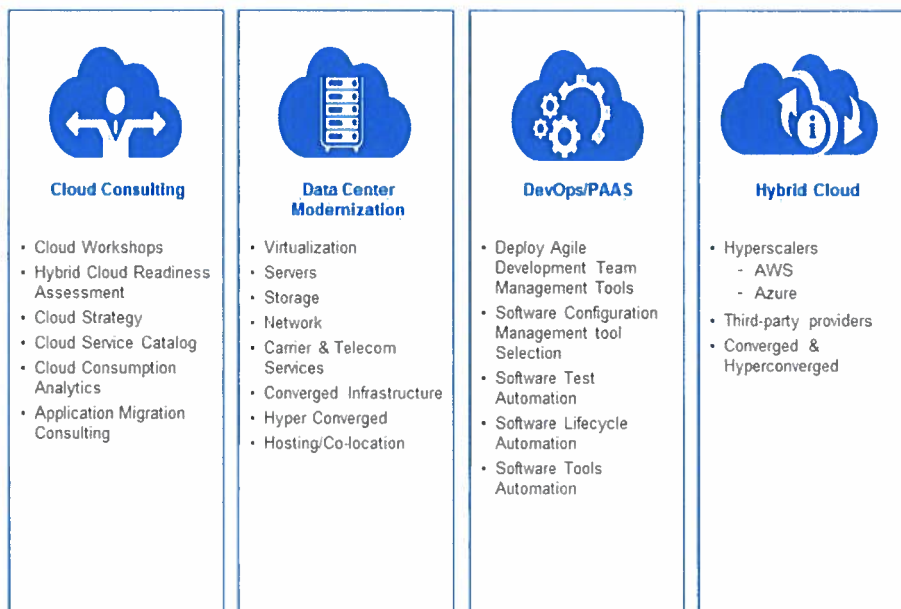 Cloud Consulting
• Cloud Workshops
• Hybrid Cloud Readiness
Assessment
• Cloud Strategy
• Cloud Service Catalog
• Cloud Consumption
Analytics
• Application Migration
Consulting
Data Center
Modernization
• Virtualization
• Servers
• Storage
• Network
• Carrier & Telecom
Services
• Converged Infrastructure
• Hyper Converged
• Hosting/Co-location
DevOps/PAAS
• Deploy Agile
Development Team
Management Tools
• Software Configuration
Management tool
Selection
• Software Test
Automation
• Software Lifecycle
Automation
• Software Tools
Automation
i
Hybrid Cloud
• Hyperscalers
- AWS
- Azure
• Third-party providers
• Converged &
Hyperconverged